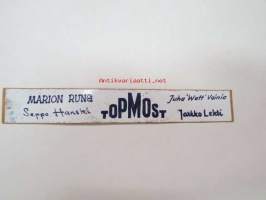 Antikvariaatti.net
MARION RUNG
Seppo Hanski
TOPMOST
Juha "Watt" Vainio
Jaakko Lehti